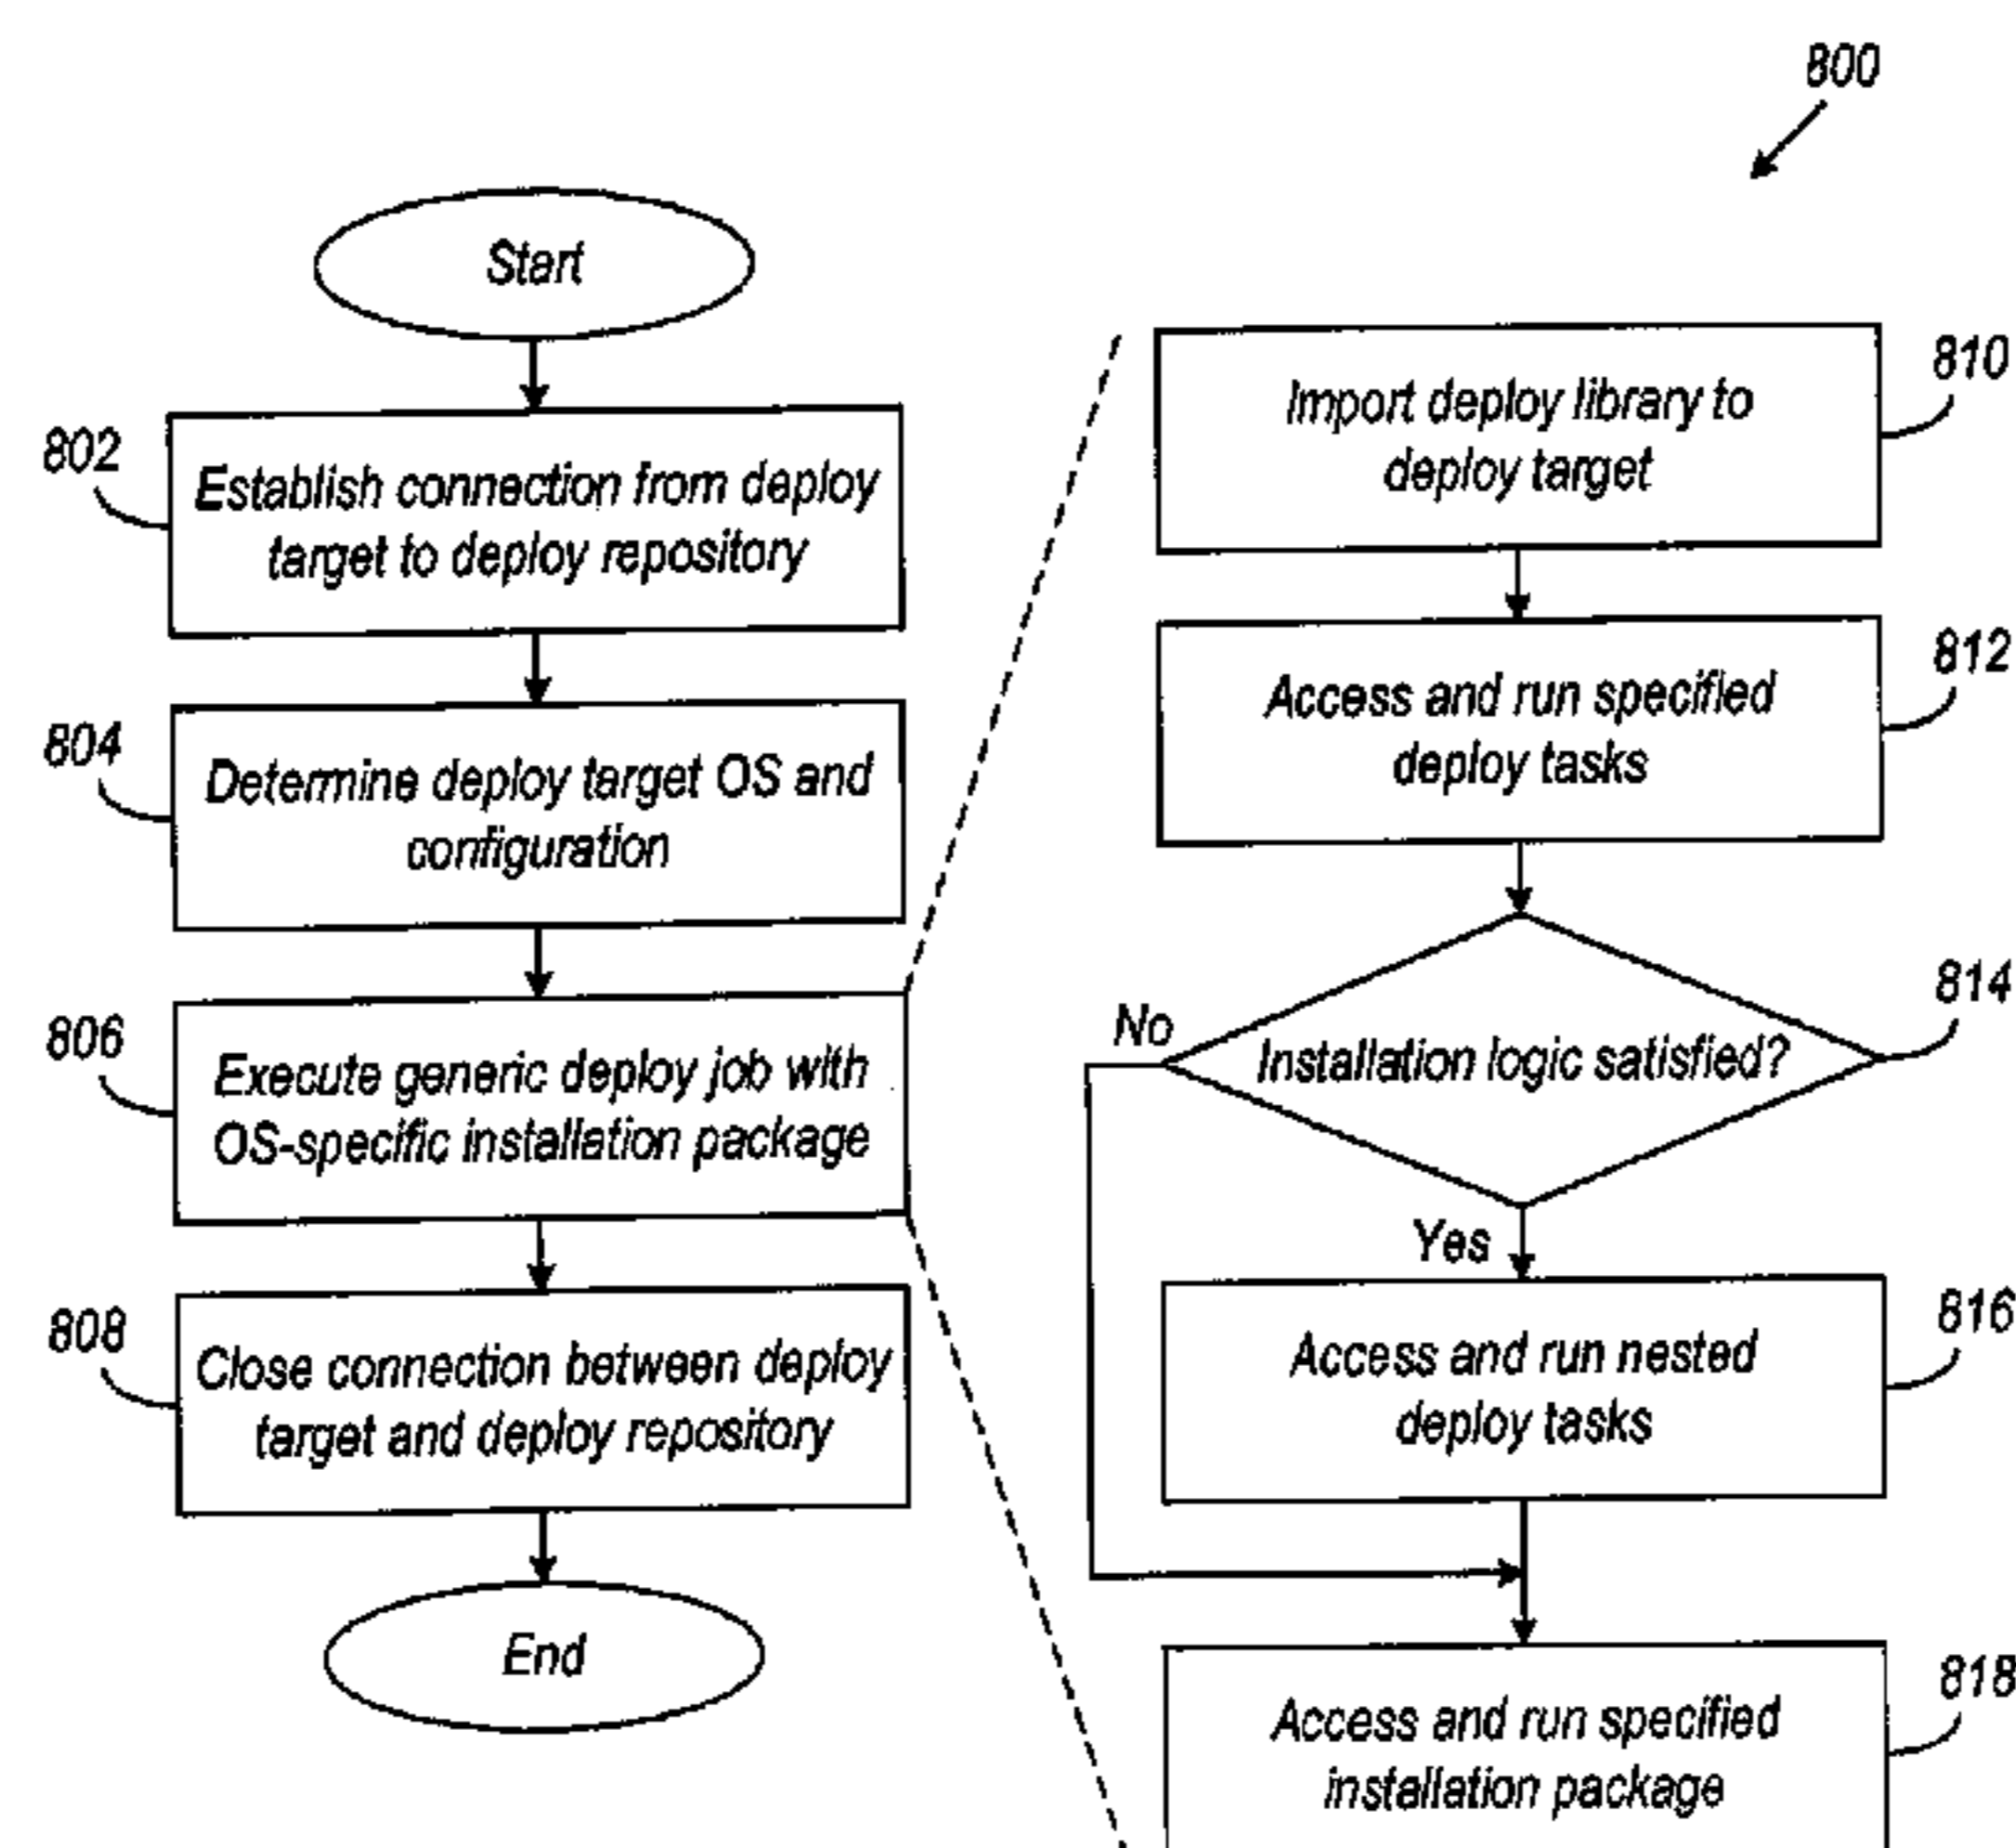 800
Start
802
Establish connection from deploy
target to deploy repository
804
Determine deploy target OS and
configuration
806
Execute generic deploy job with
OS-specific installation package
808
Close connection between deploy
target and deploy repository
End
810
Import deploy library to
deploy target
812
Access and run specified
deploy tasks
814
No
Installation logic satisfied?
Yes
816
Access and run nested
deploy tasks
818
Access and run specified
installation package